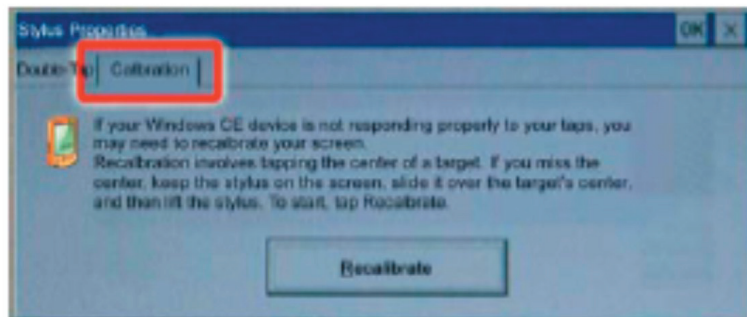 Stylus Properties OK ×
Double-Tap Calibration
If your Windows CE device is not responding properly to your taps, you
may need to recalibrate your screen.
Recalibration involves tapping the center of a target. If you miss the
center, keep the stylus on the screen, slide it over the target's center,
and then lift the stylus. To start, tap Recalibrate.
Recalibrate